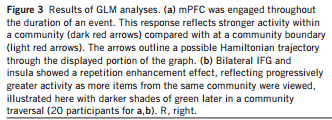 Figure 3 Results of GLM analyses. (a) mPFC was engaged throughout
the duration of an event. This response reflects stronger activity within
a community (dark red arrows) compared with at a community boundary
(light red arrows). The arrows outline a possible Hamiltonian trajectory
through the displayed portion of the graph. (b) Bilateral IFG and
insula showed a repetition enhancement effect, reflecting progressively
greater activity as more items from the same community were viewed,
illustrated here with darker shades of green later in a community
traversal (20 participants for a,b). R, right.